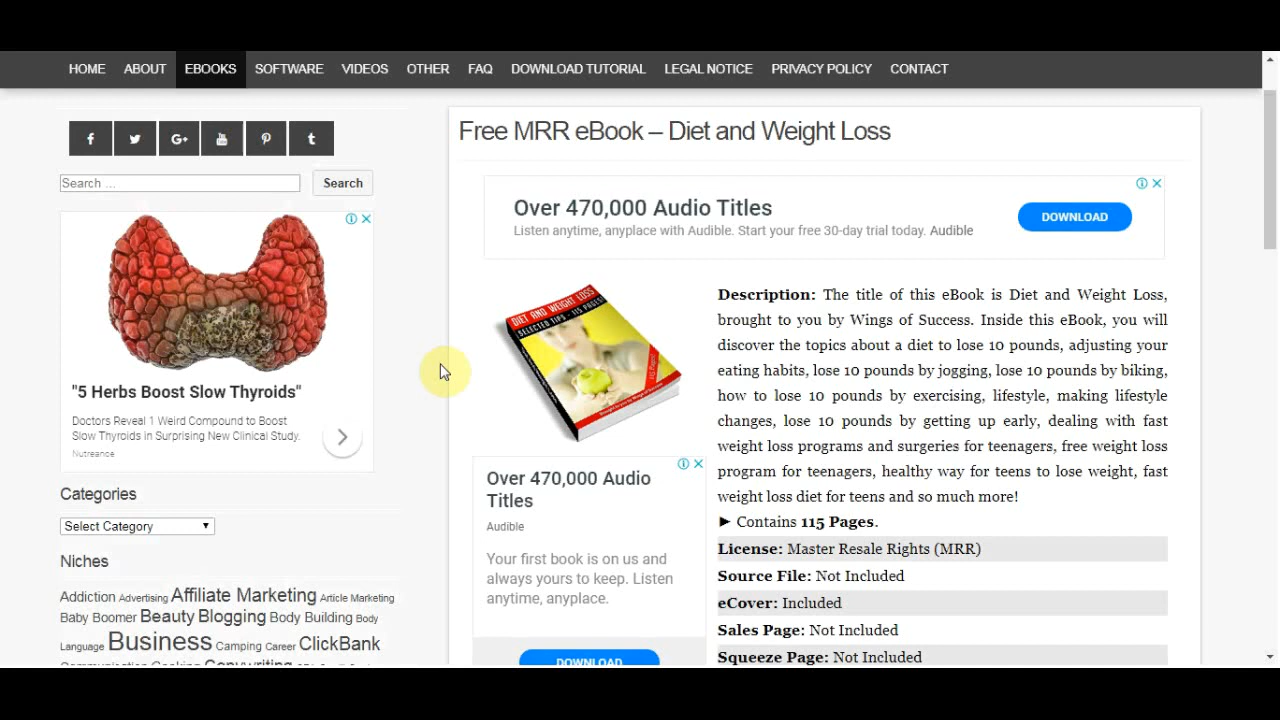 HOME ABOUT EBOOKS SOFTWARE VIDEOS OTHER FAQ DOWNLOAD TUTORIAL LEGAL NOTICE PRIVACY POLICY CONTACT
Search ...
Search
"5 Herbs Boost Slow Thyroids"
Doctors Reveal 1 Weird Compound to Boost
Slow Thyroids in Surprising New Clinical Study.
Nutreance
Categories
Select Category
Niches
Addiction Advertising Affiliate Marketing Article Marketing
Baby Boomer Beauty Blogging Body Building Body
Language Business Camping Career ClickBank
Free MRR eBook – Diet and Weight Loss
Over 470,000 Audio Titles
Listen anytime, anyplace with Audible. Start your free 30-day trial today. Audible
DOWNLOAD
DIET AND WEIGHT LOSS
SELECTED TIPS - 115 PAGES!
Over 470,000 Audio
Titles
Audible
Your first book is on us and
always yours to keep. Listen
anytime, anyplace.
DOWNLOAD
Description: The title of this eBook is Diet and Weight Loss,
brought to you by Wings of Success. Inside this eBook, you will
discover the topics about a diet to lose 10 pounds, adjusting your
eating habits, lose 10 pounds by jogging, lose 10 pounds by biking,
how to lose 10 pounds by exercising, lifestyle, making lifestyle
changes, lose 10 pounds by getting up early, dealing with fast
weight loss programs and surgeries for teenagers, free weight loss
program for teenagers, healthy way for teens to lose weight, fast
weight loss diet for teens and so much more!
► Contains 115 Pages.
License: Master Resale Rights (MRR)
Source File: Not Included
eCover: Included
Sales Page: Not Included
Squeeze Page: Not Included